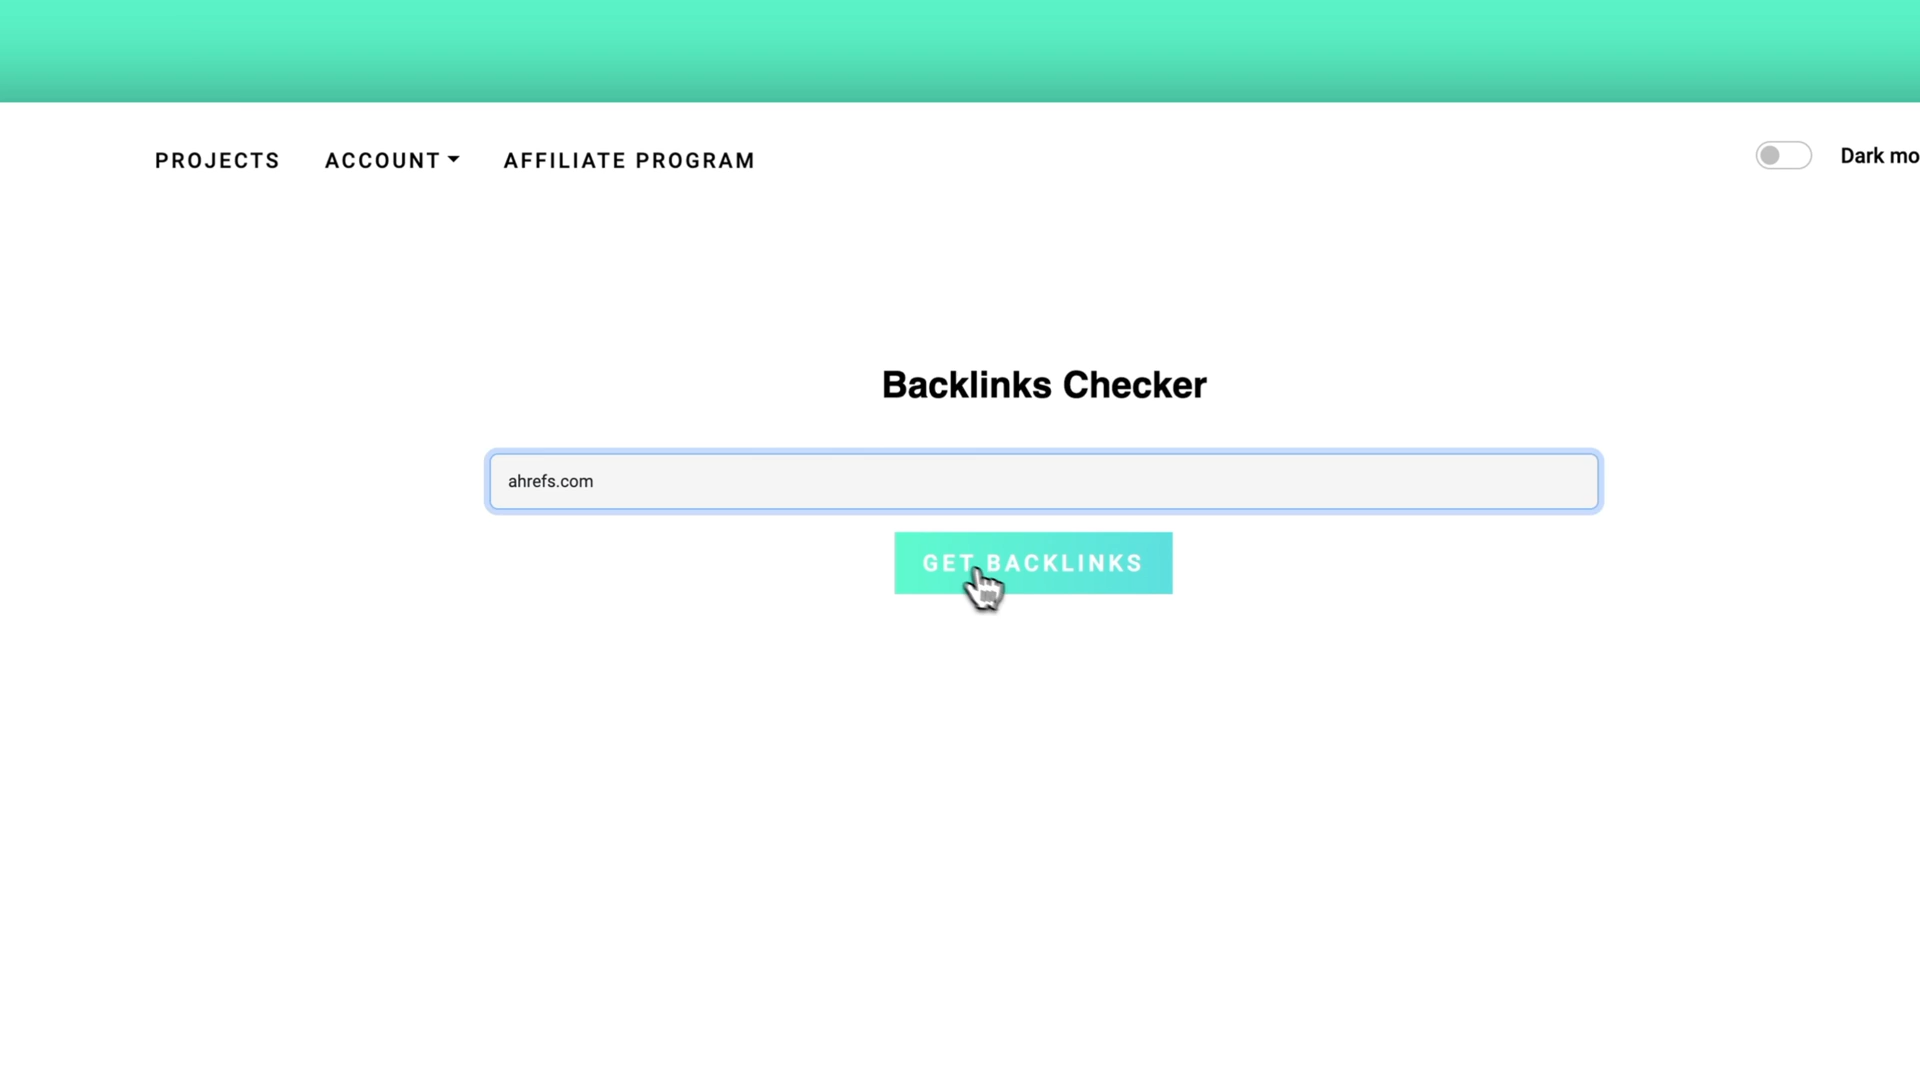 PROJECTS ACCOUNT AFFILIATE PROGRAM Dark mo
Backlinks Checker
ahrefs.com
GET BACKLINKS